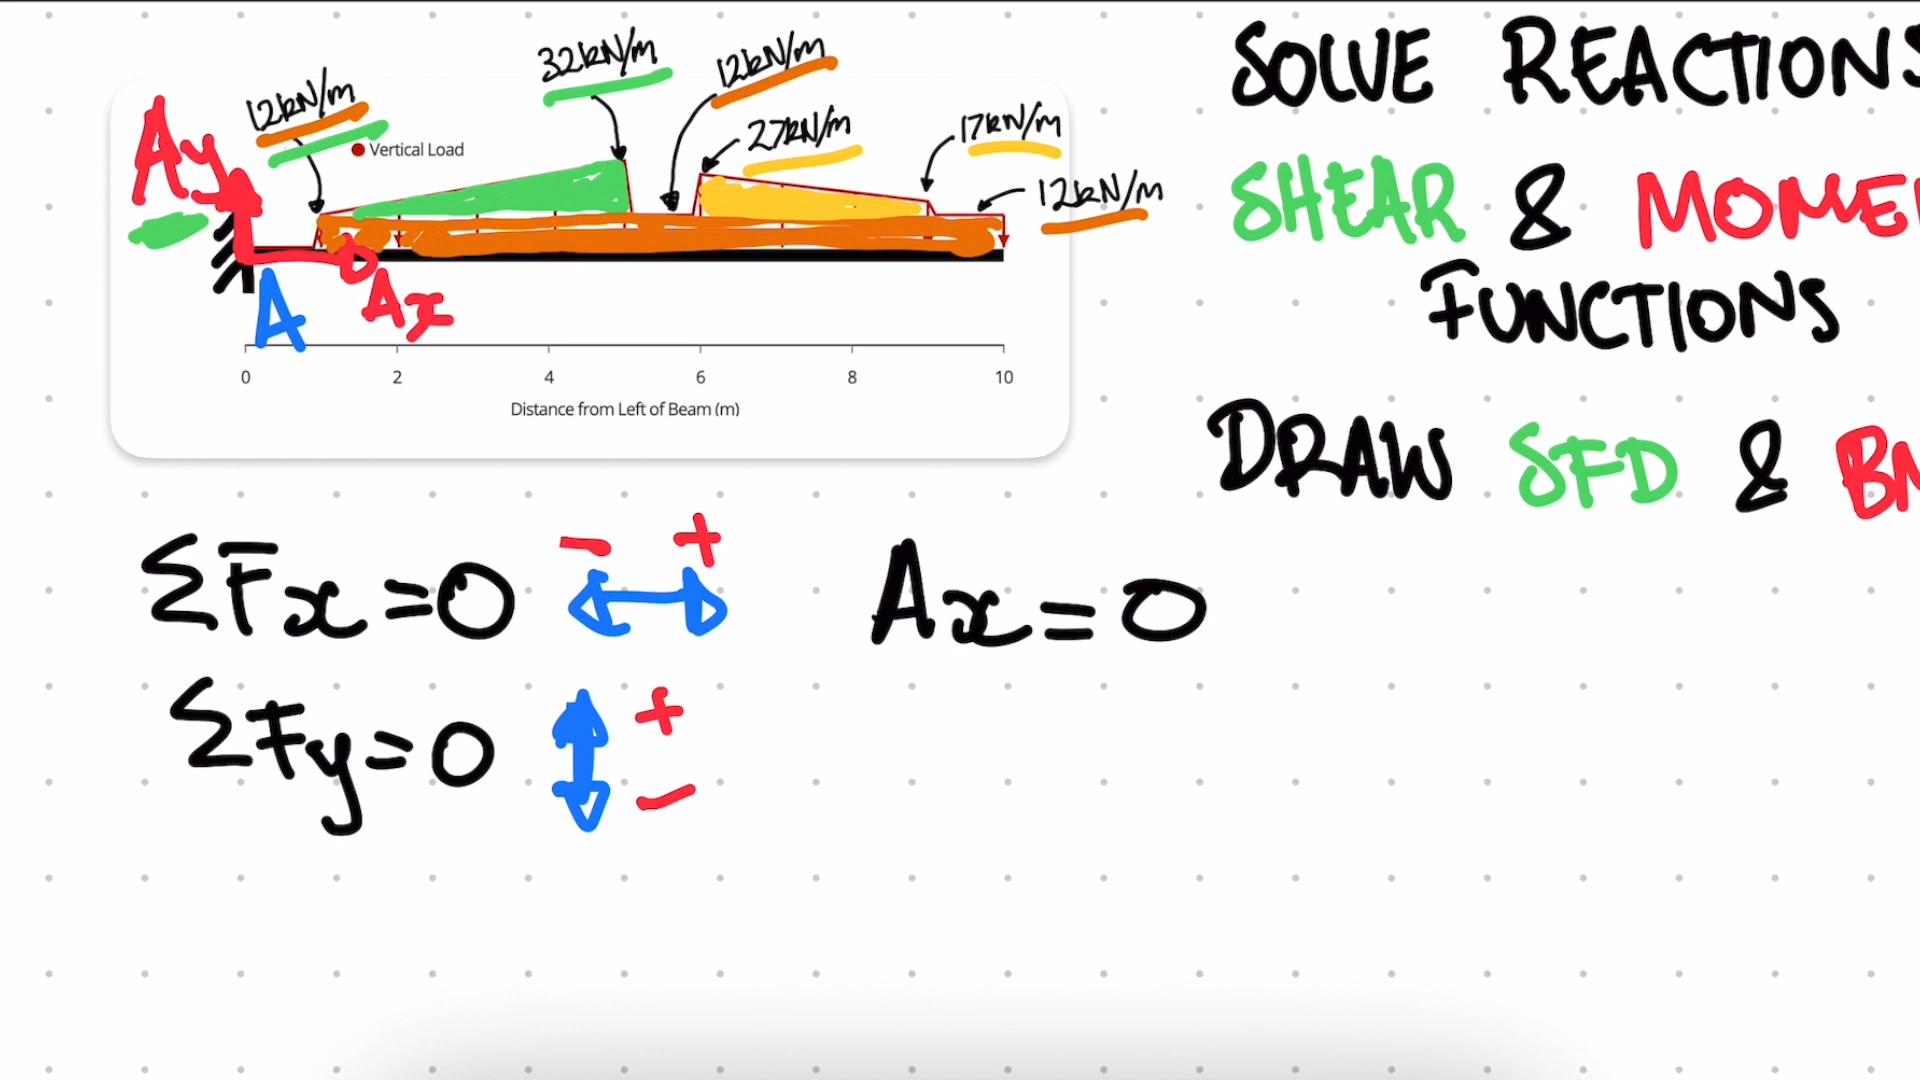 SOLVE REACTIONS
SHEAR & MOME
FUNCTIONS
DRAW SFD & BM
12kN/m
32kN/m
12kN/m
27kN/m
17kN/m
12kN/m
Ay
Vertical Load
A
Ax
0 2 4 6 8 10
Distance from Left of Beam (m)
ΣFx=0 - +
Ax=0
ΣFy=0 + -